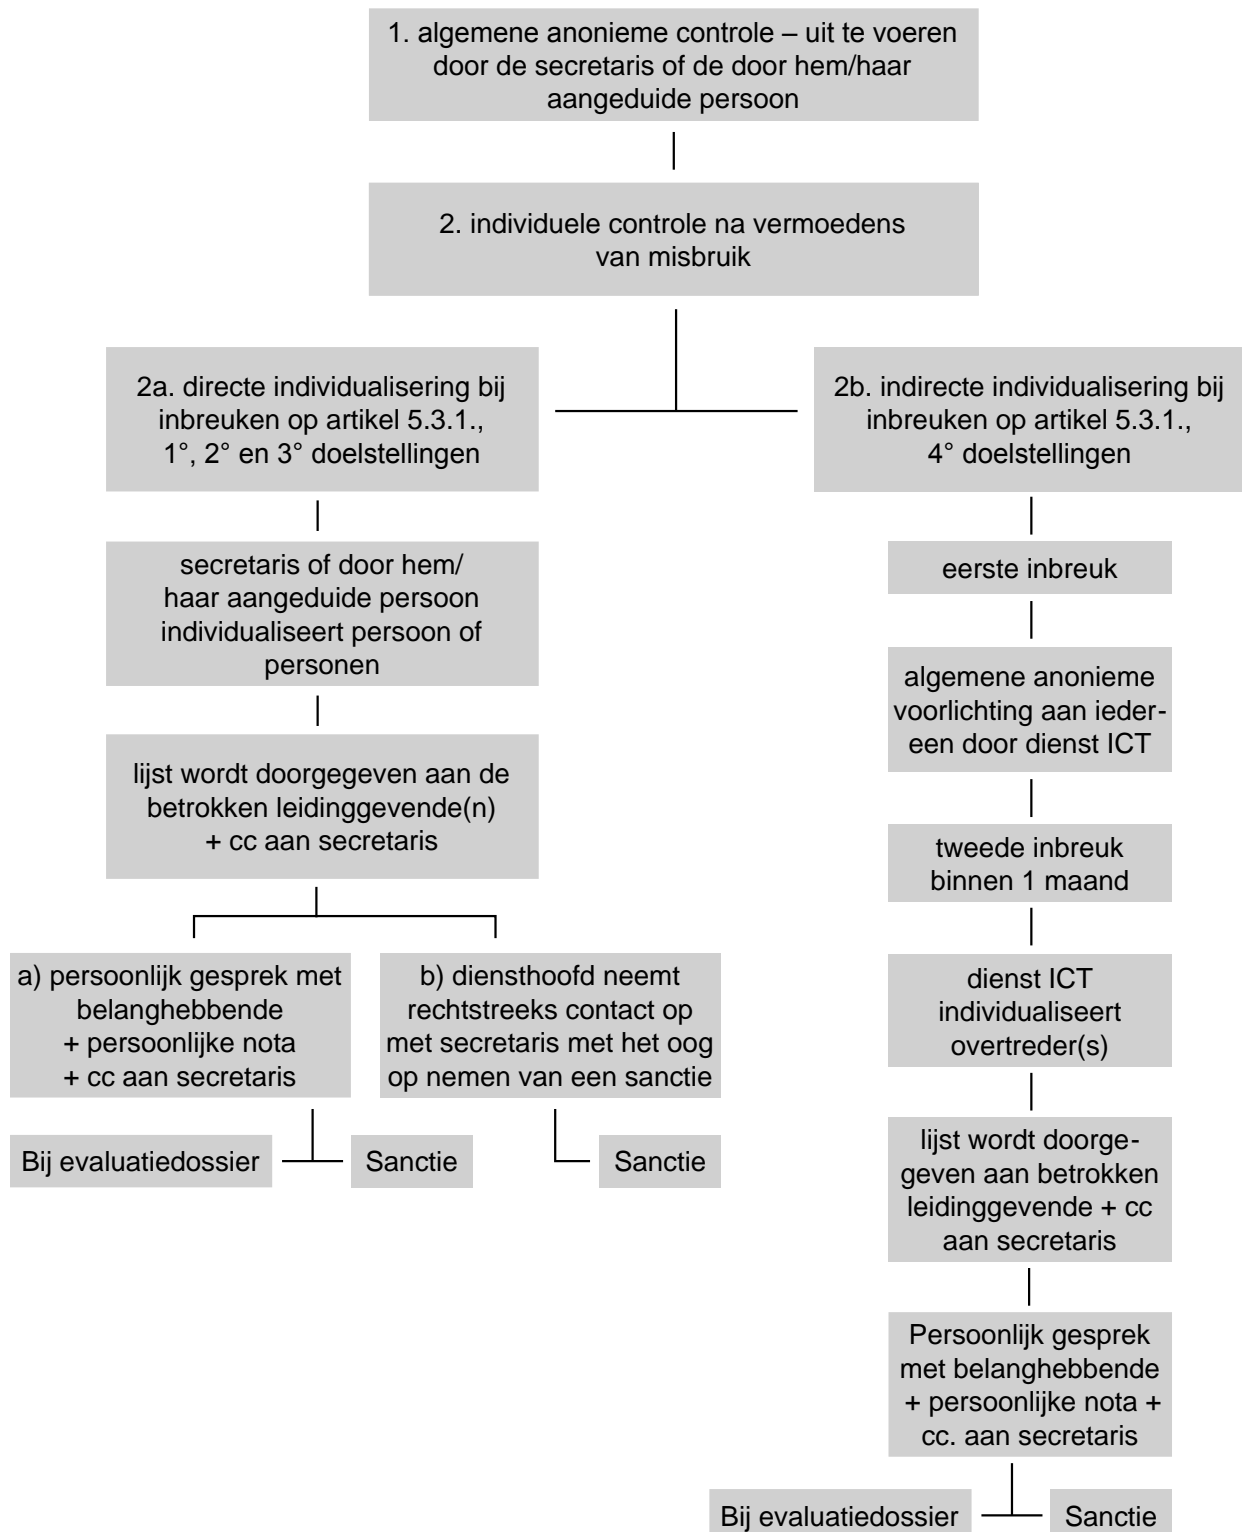 1. algemene anonieme controle – uit te voeren
door de secretaris of de door hem/haar
aangeduide persoon
2. individuele controle na vermoedens
van misbruik
2a. directe individualisering bij
inbreuken op artikel 5.3.1.,
1°, 2° en 3° doelstellingen
secretaris of door hem/
haar aangeduide persoon
individualiseert persoon of
personen
lijst wordt doorgegeven aan de
betrokken leidinggevende(n)
+ cc aan secretaris
a) persoonlijk gesprek met
belanghebbende
+ persoonlijke nota
+ cc aan secretaris
Bij evaluatiedossier
Sanctie
b) diensthoofd neemt
rechtstreeks contact op
met secretaris met het oog
op nemen van een sanctie
Sanctie
2b. indirecte individualisering bij
inbreuken op artikel 5.3.1.,
4° doelstellingen
eerste inbreuk
algemene anonieme
voorlichting aan ieder-
een door dienst ICT
tweede inbreuk
binnen 1 maand
dienst ICT
individualiseert
overtreder(s)
lijst wordt doorge-
geven aan betrokken
leidinggevende + cc
aan secretaris
Persoonlijk gesprek
met belanghebbende
+ persoonlijke nota +
cc. aan secretaris
Bij evaluatiedossier
Sanctie